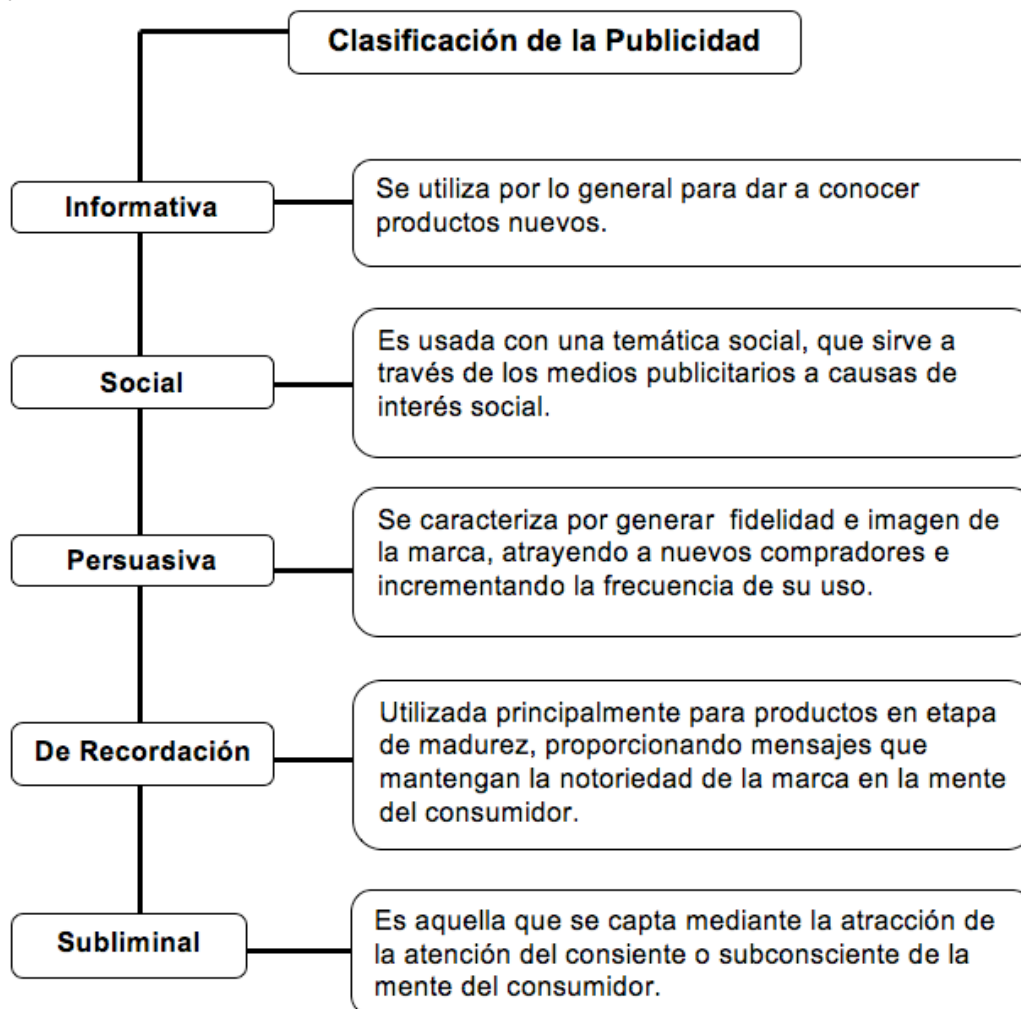 Clasificación de la Publicidad
Informativa
Se utiliza por lo general para dar a conocer
productos nuevos.
Social
Es usada con una temática social, que sirve a
través de los medios publicitarios a causas de
interés social.
Persuasiva
Se caracteriza por generar  fidelidad e imagen de
la marca, atrayendo a nuevos compradores e
incrementando la frecuencia de su uso.
De Recordación
Utilizada principalmente para productos en etapa
de madurez, proporcionando mensajes que
mantengan la notoriedad de la marca en la mente
del consumidor.
Subliminal
Es aquella que se capta mediante la atracción de
la atención del consiente o subconsciente de la
mente del consumidor.